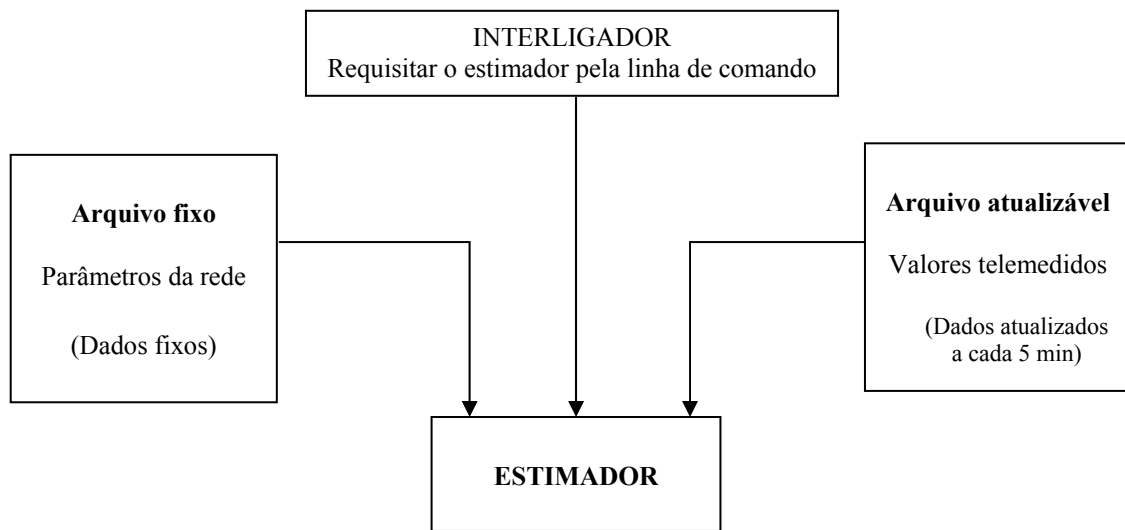 INTERLIGADOR
Requisitar o estimador pela linha de comando
Arquivo fixo
Parâmetros da rede
(Dados fixos)
Arquivo atualizável
Valores telemedidos
(Dados atualizados
a cada 5 min)
ESTIMADOR